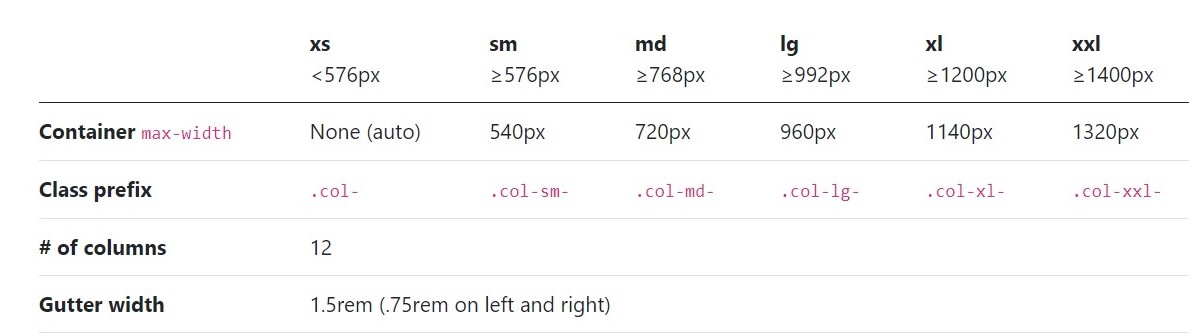 xs sm md lg xl xxl
<576px ≥576px ≥768px ≥992px ≥1200px ≥1400px
Container max-width None (auto) 540px 720px 960px 1140px 1320px
Class prefix .col- .col-sm- .col-md- .col-lg- .col-xl- .col-xxl-
# of columns 12
Gutter width 1.5rem (.75rem on left and right)